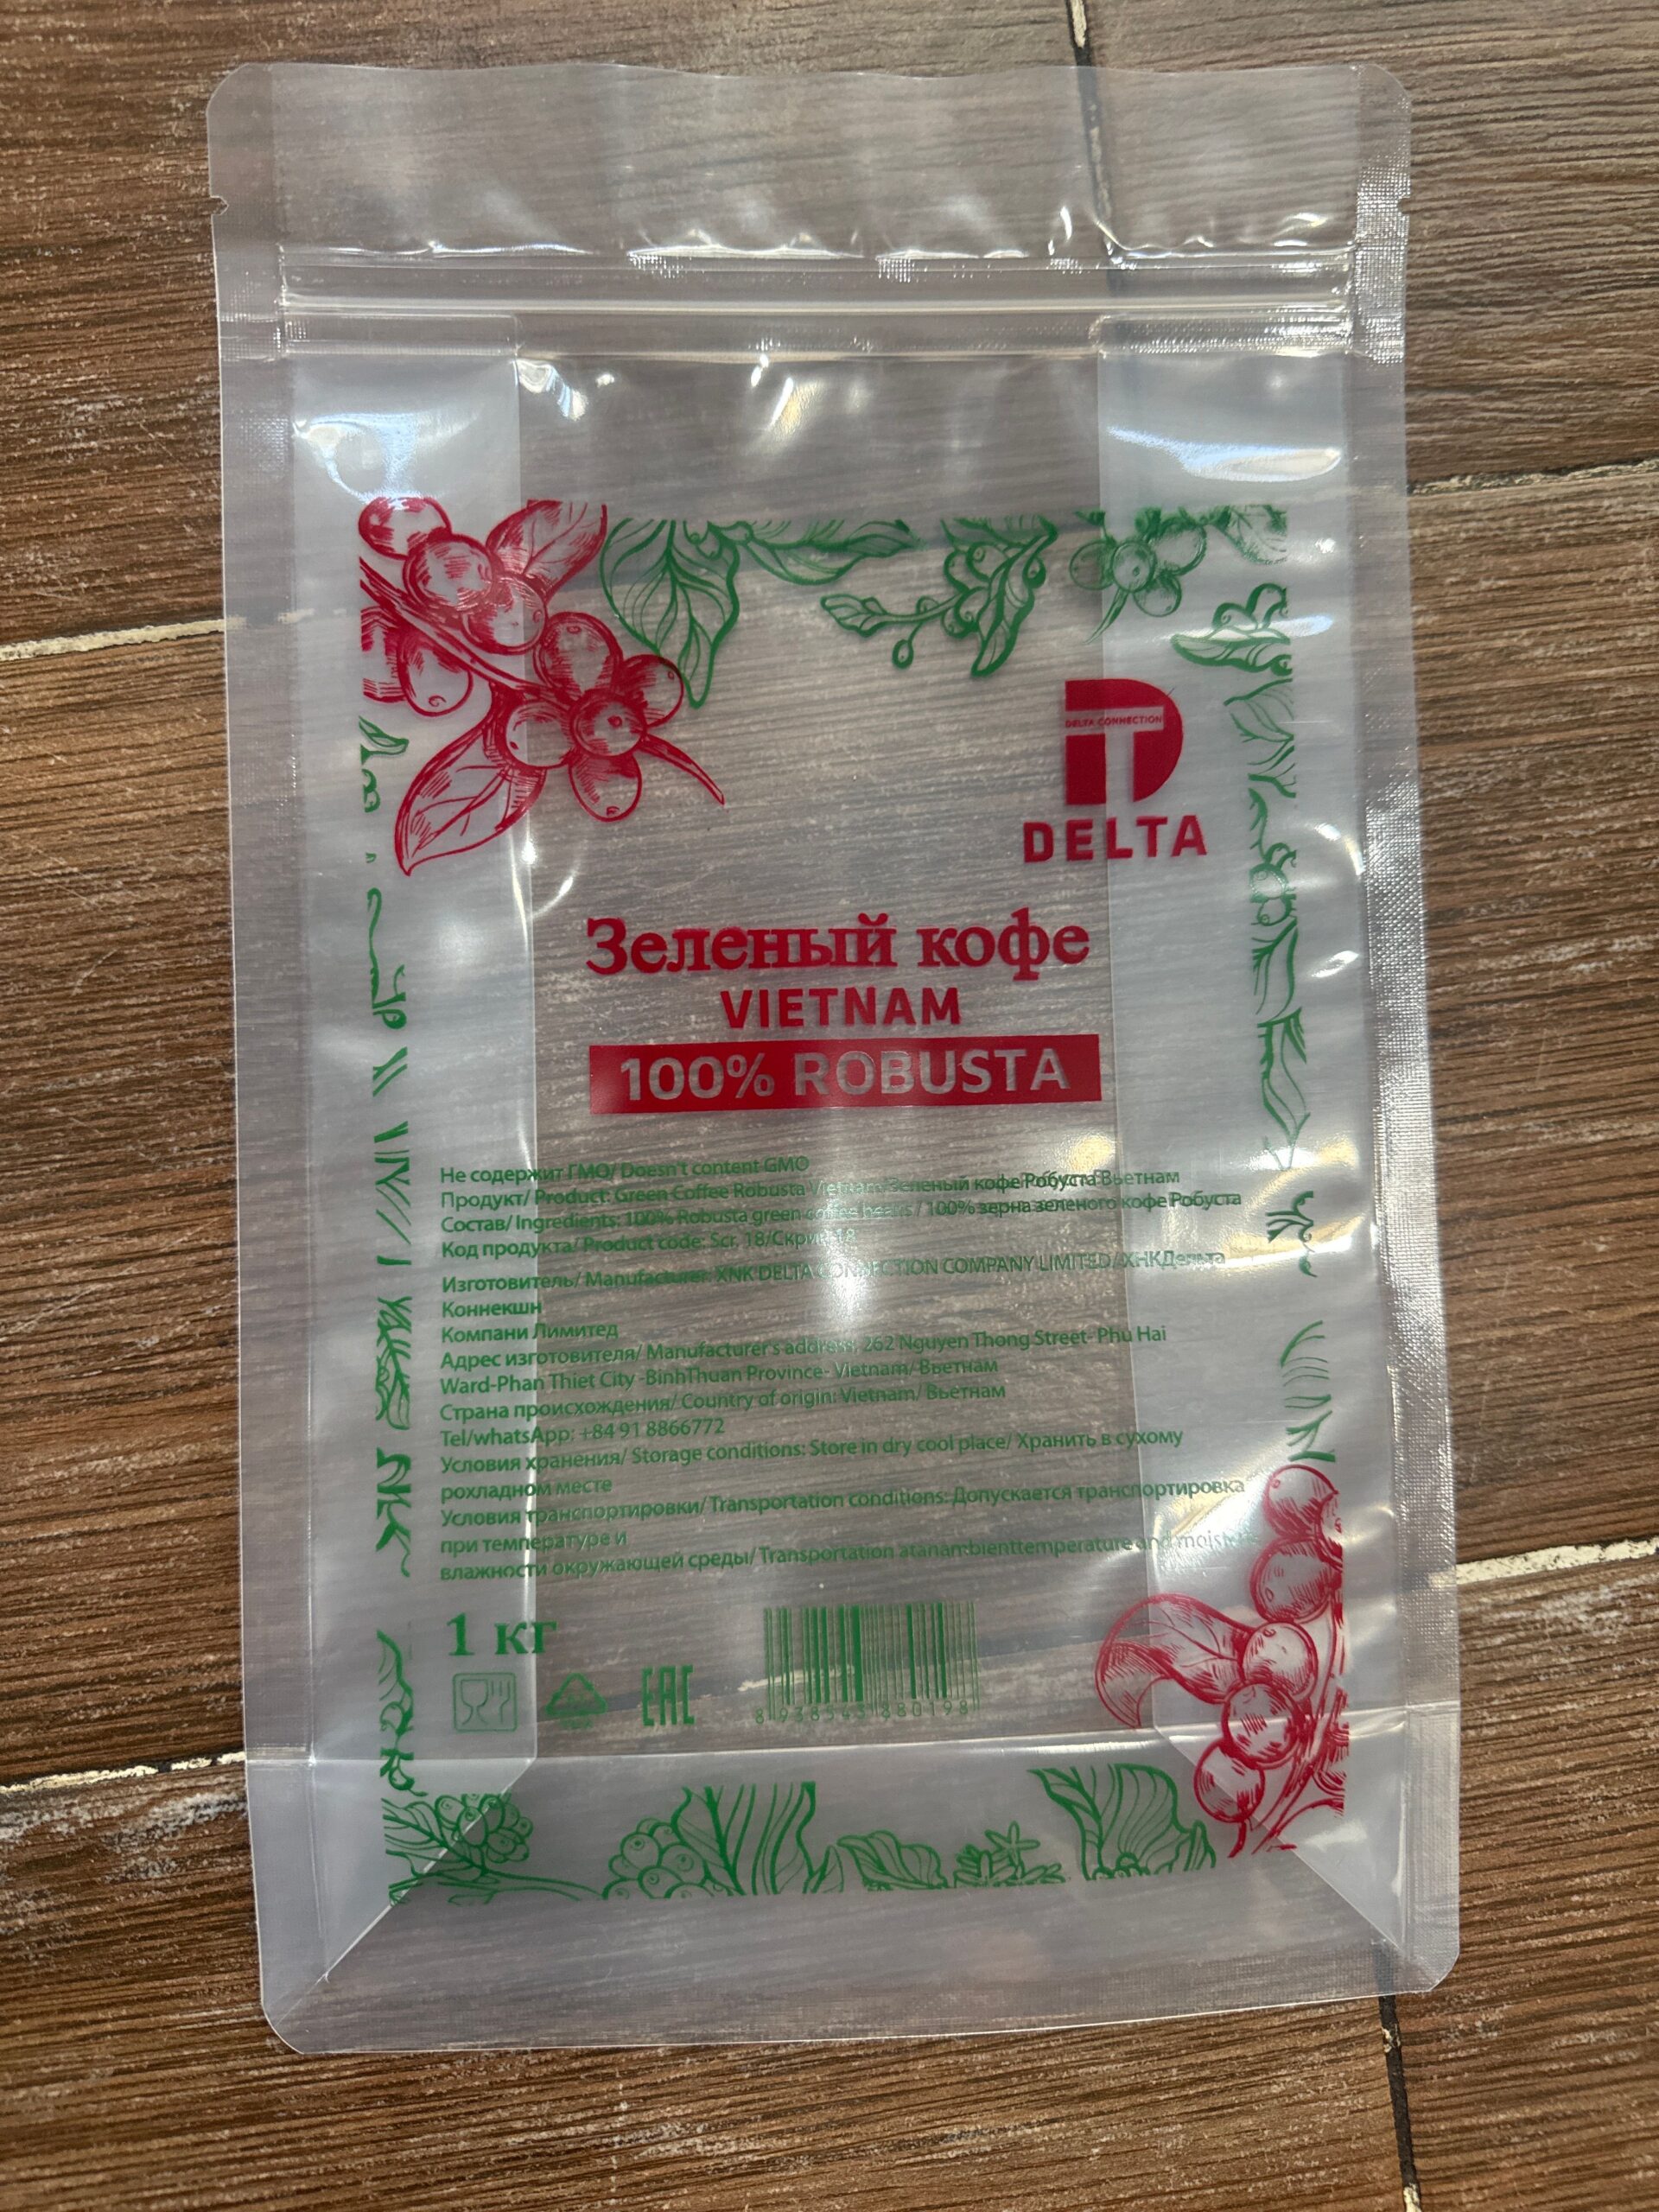 DELTA CONNECTION
DELTA
Зеленый кофе
VIETNAM
100% ROBUSTA
Не содержит ГМО/ Doesn't content GMO
Продукт/ Product: Green Coffee Robusta Vietnam/ Зеленый кофе Робуста Вьетнам
Состав/ Ingredients: 100% Robusta green coffee beans / 100% зерна зеленого кофе Робуста
Код продукта/ Product code: Scr. 18/Скрин 18
Изготовитель/ Manufacturer: XNK DELTA CONNECTION COMPANY LIMITED/ ХНКДельта
Коннекшн
Компани Лимитед
Адрес изготовителя/ Manufacturer's address: 262 Nguyen Thong Street- Phu Hai
Ward-Phan Thiet City -BinhThuan Province- Vietnam/ Вьетнам
Страна происхождения/ Country of origin: Vietnam/ Вьетнам
Tel/whatsApp: +84 91 8866772
Условия хранения/ Storage conditions: Store in dry cool place/ Хранить в сухому
рохладном месте
Условия транспортировки/ Transportation conditions: Допускается транспортировка
при температуре и
влажности окружающей среды/ Transportation atanambienttemperature and
1 кг
EAC
8 938543 880198